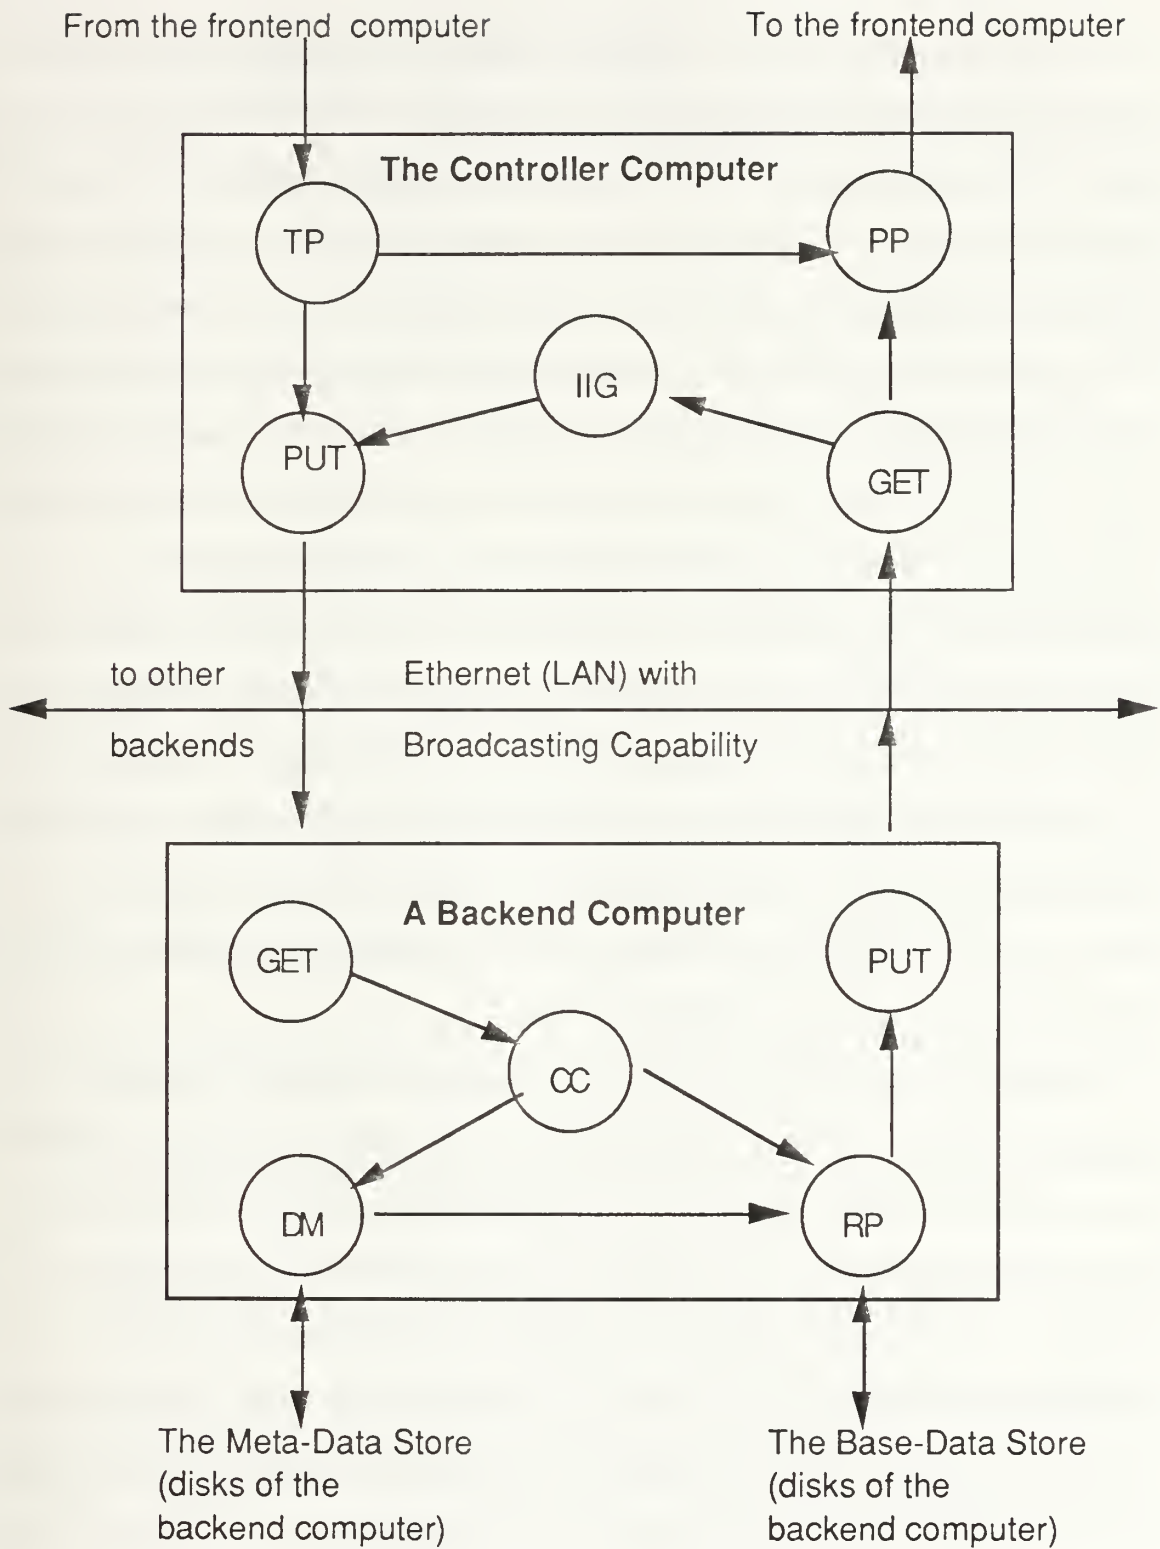 From the frontend computer
To the frontend computer
The Controller Computer
TP
PP
IIG
PUT
GET
to other
Ethernet (LAN) with
backends
Broadcasting Capability
A Backend Computer
GET
PUT
CC
DM
RP
The Meta-Data Store
(disks of the
backend computer)
The Base-Data Store
(disks of the
backend computer)